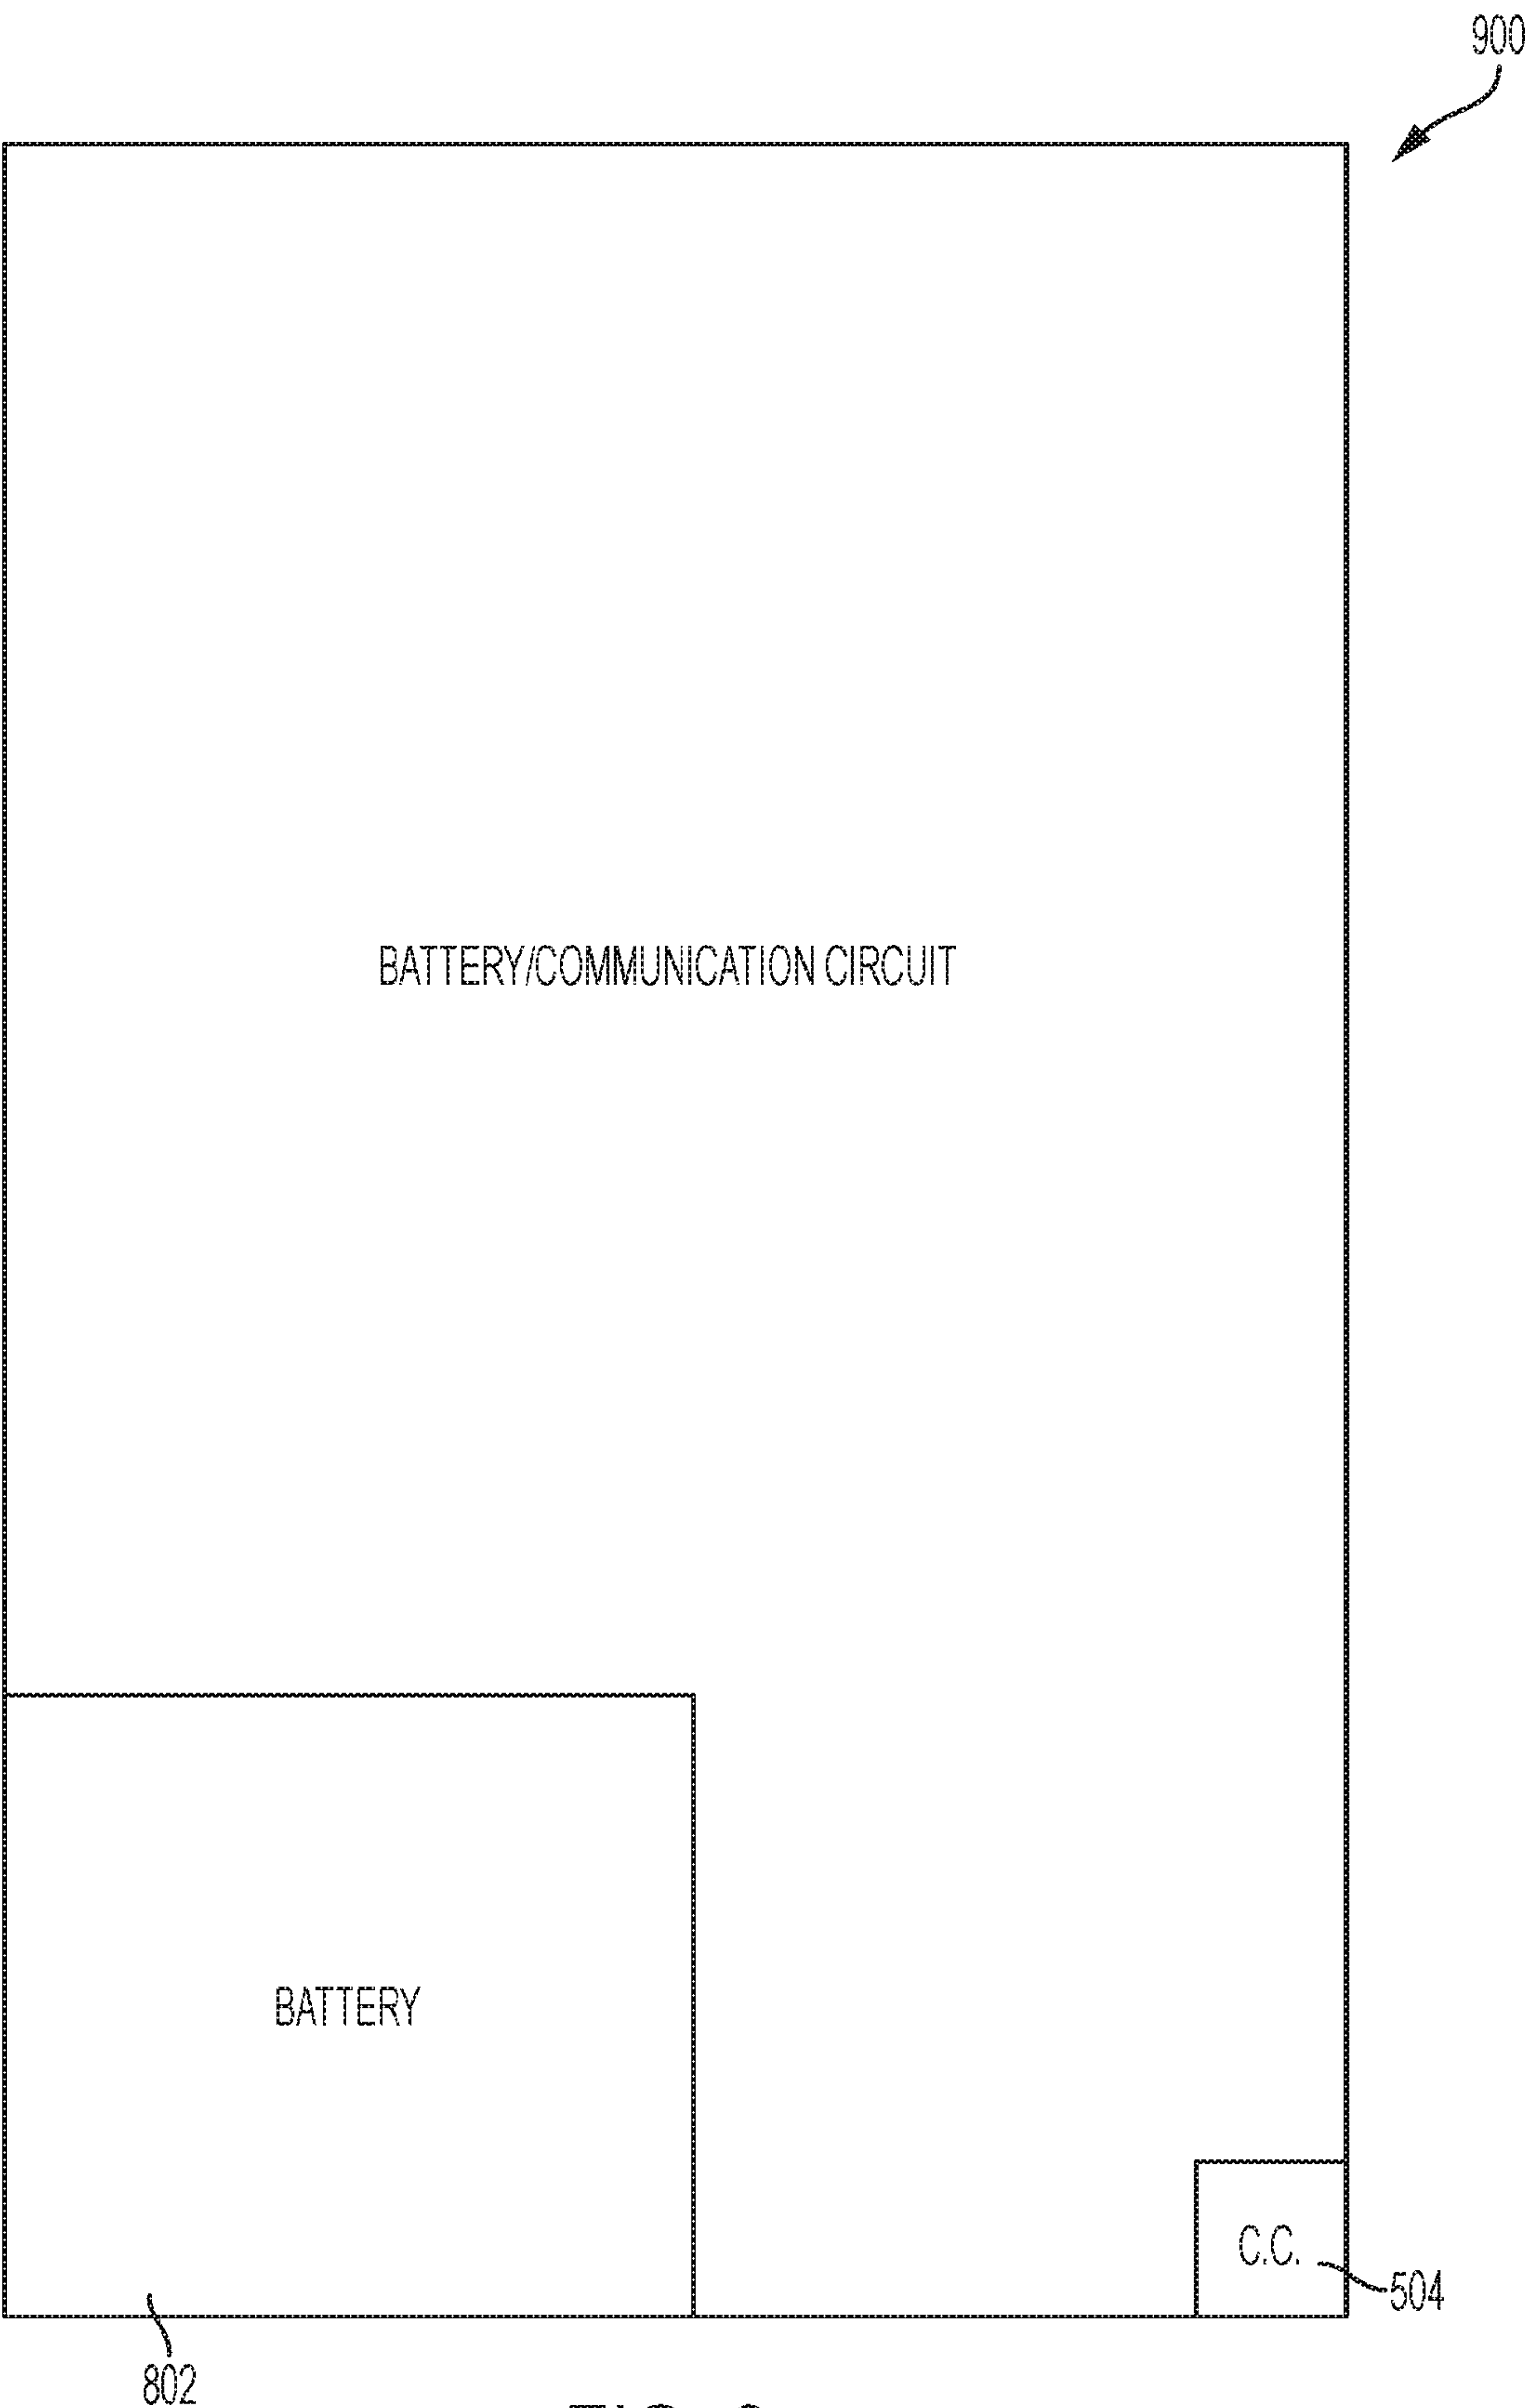 900
BATTERY/COMMUNICATION CIRCUIT
BATTERY
C.C.
504
802